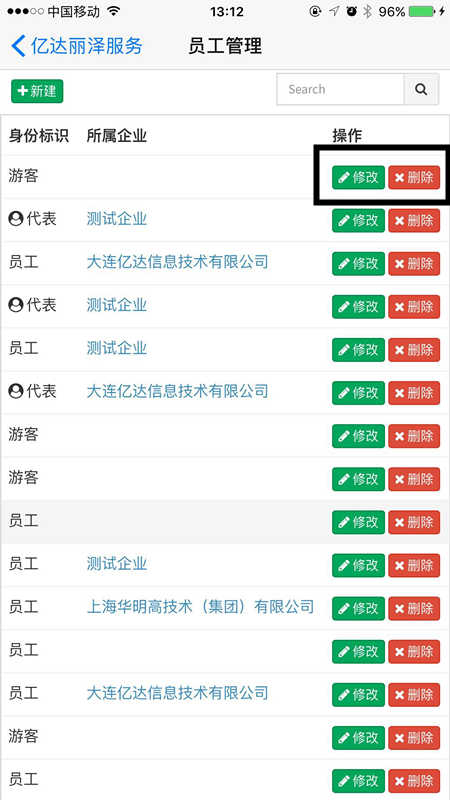 中国移动 13:12 96%
亿达丽泽服务 员工管理
新建 Search
身份标识 所属企业 操作
游客 修改 删除
代表 测试企业 修改 删除
员工 大连亿达信息技术有限公司 修改 删除
代表 测试企业 修改 删除
员工 测试企业 修改 删除
代表 大连亿达信息技术有限公司 修改 删除
游客 修改 删除
游客 修改 删除
员工 修改 删除
员工 测试企业 修改 删除
员工 上海华明高技术（集团）有限公司 修改 删除
员工 修改 删除
员工 大连亿达信息技术有限公司 修改 删除
游客 修改 删除
员工 修改 删除